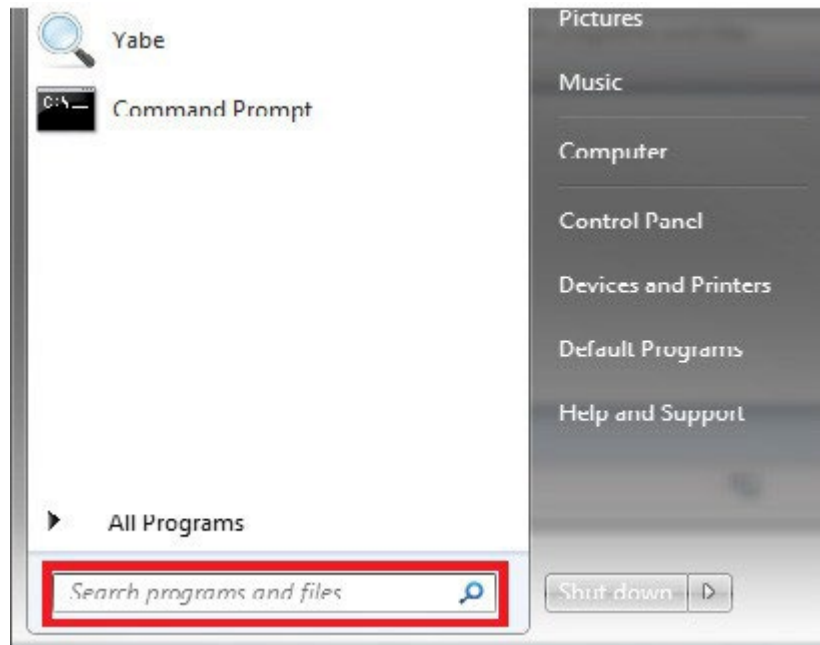 Yabe
C:\_
Command Prompt
All Programs
Search programs and files
Pictures
Music
Computer
Control Panel
Devices and Printers
Default Programs
Help and Support
Shut down